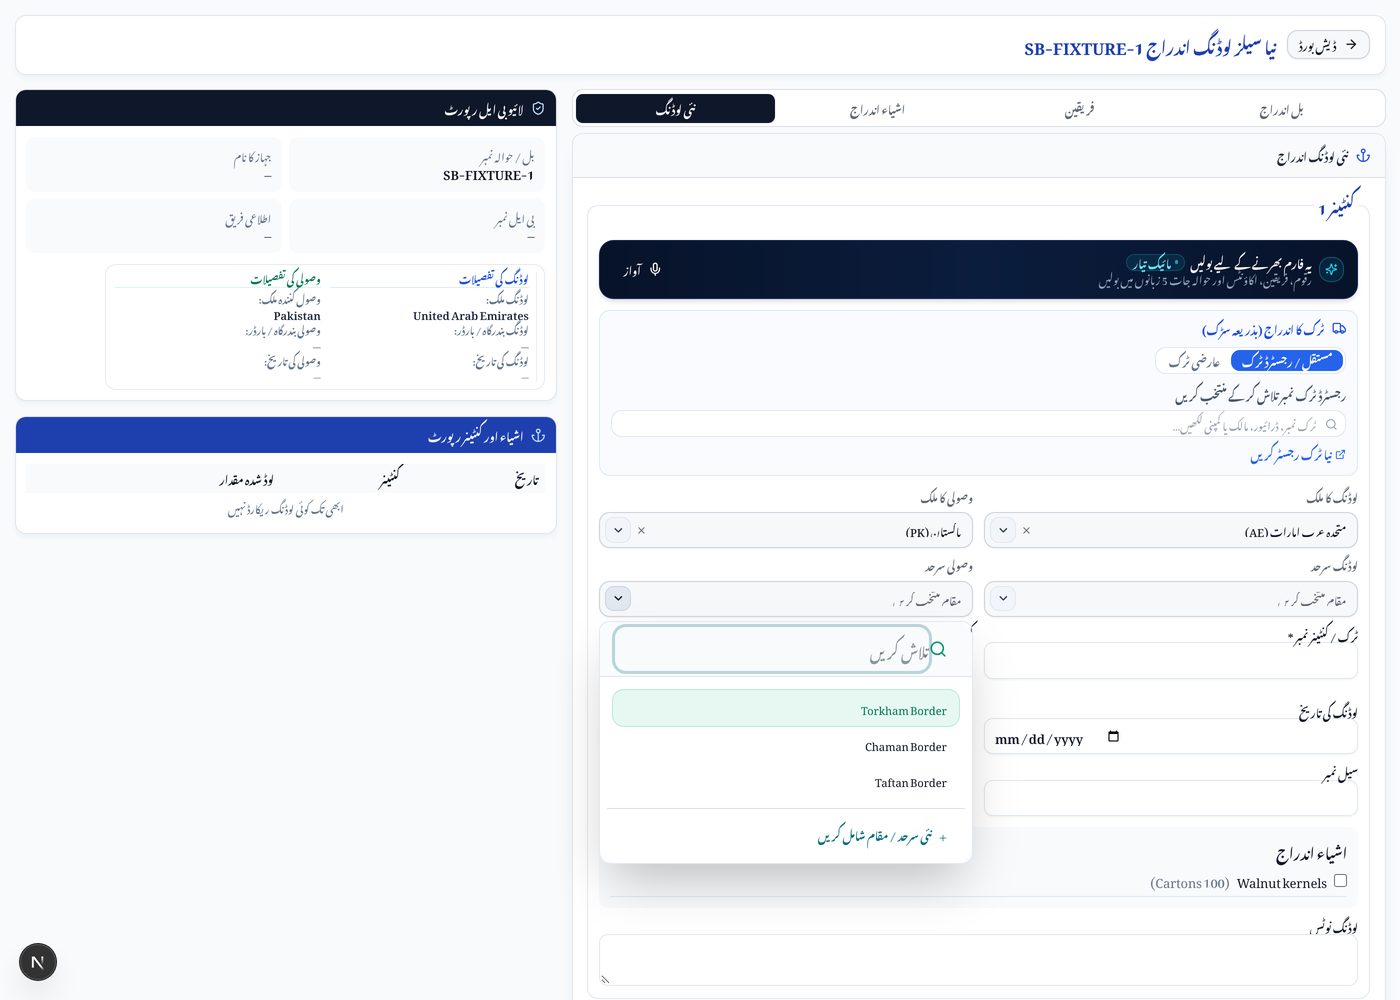 ڈیش بورڈ
نیا سیلز لوڈنگ اندراج SB-FIXTURE-1
بل اندراج
فریقین
اشیاء اندراج
نئی لوڈنگ
نئی لوڈنگ اندراج
کنٹینر 1
یہ فارم بھرنے کے لیے بولیں
مائیک تیار
رقوم، فریقین، اکاؤنٹس اور حوالہ جات 5 زبانوں میں بولیں
آواز
ٹرک کا اندراج (بذریعہ سڑک)
مستقل / رجسٹرڈ ٹرک
عارضی ٹرک
رجسٹرڈ ٹرک نمبر تلاش کر کے منتخب کریں
ٹرک نمبر، ڈرائیور، مالک یا کمپنی لکھیں...
نیا ٹرک رجسٹر کریں
لوڈنگ کا ملک
وصولی کا ملک
متحدہ عرب امارات (AE)
×
پاکستان (PK)
×
لوڈنگ سرحد
وصولی سرحد
مقام منتخب کریں
مقام منتخب کریں
تلاش کریں
Torkham Border
Chaman Border
Taftan Border
+ نئی سرحد / مقام شامل کریں
ٹرک / کنٹینر نمبر *
لوڈنگ کی تاریخ
mm/dd/yyyy
سیل نمبر
اشیاء اندراج
Walnut kernels (Cartons 100)
لوڈنگ نوٹس
لائیو بی ایل رپورٹ
بل / حوالہ نمبر
SB-FIXTURE-1
جہاز کا نام
—
بی ایل نمبر
—
اطلاعی فریق
—
لوڈنگ کی تفصیلات
لوڈنگ ملک:
United Arab Emirates
لوڈنگ بندرگاہ / بارڈر:
—
لوڈنگ کی تاریخ:
—
وصولی کی تفصیلات
وصول کنندہ ملک:
Pakistan
وصولی بندرگاہ / بارڈر:
—
وصولی کی تاریخ:
—
اشیاء اور کنٹینر رپورٹ
تاریخ
کنٹینر
لوڈ شدہ مقدار
ابھی تک کوئی لوڈنگ ریکارڈ نہیں
N